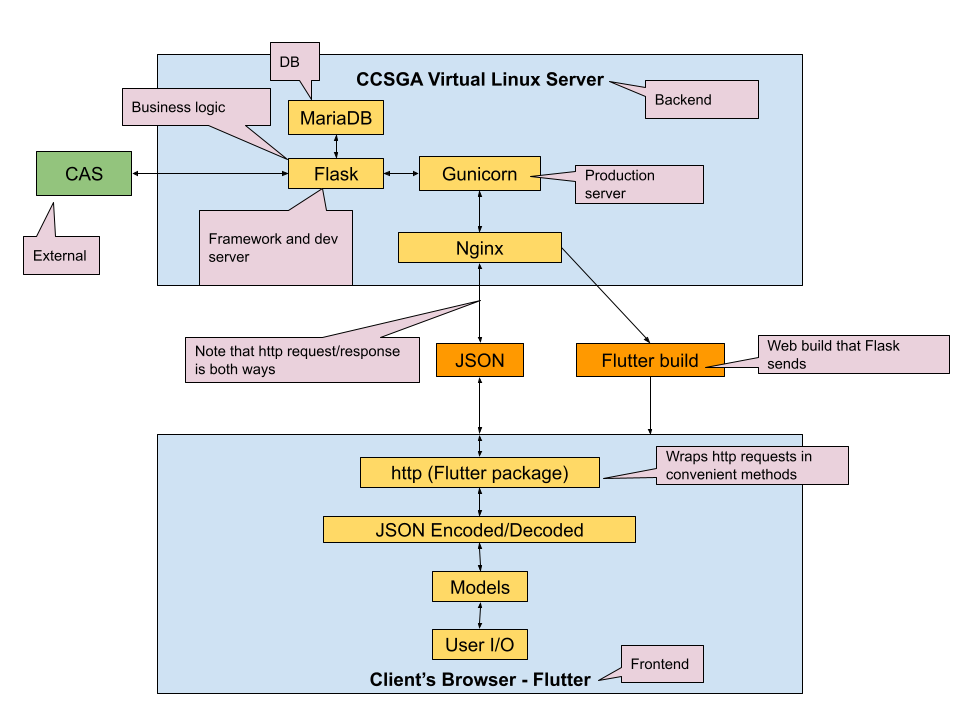 DB
CCSGA Virtual Linux Server
Backend
Business logic
MariaDB
CAS
Flask
Gunicorn
Production
server
External
Framework and dev
server
Nginx
Note that http request/response
is both ways
JSON
Flutter build
Web build that Flask
sends
http (Flutter package)
Wraps http requests in
convenient methods
JSON Encoded/Decoded
Models
User I/O
Frontend
Client’s Browser - Flutter